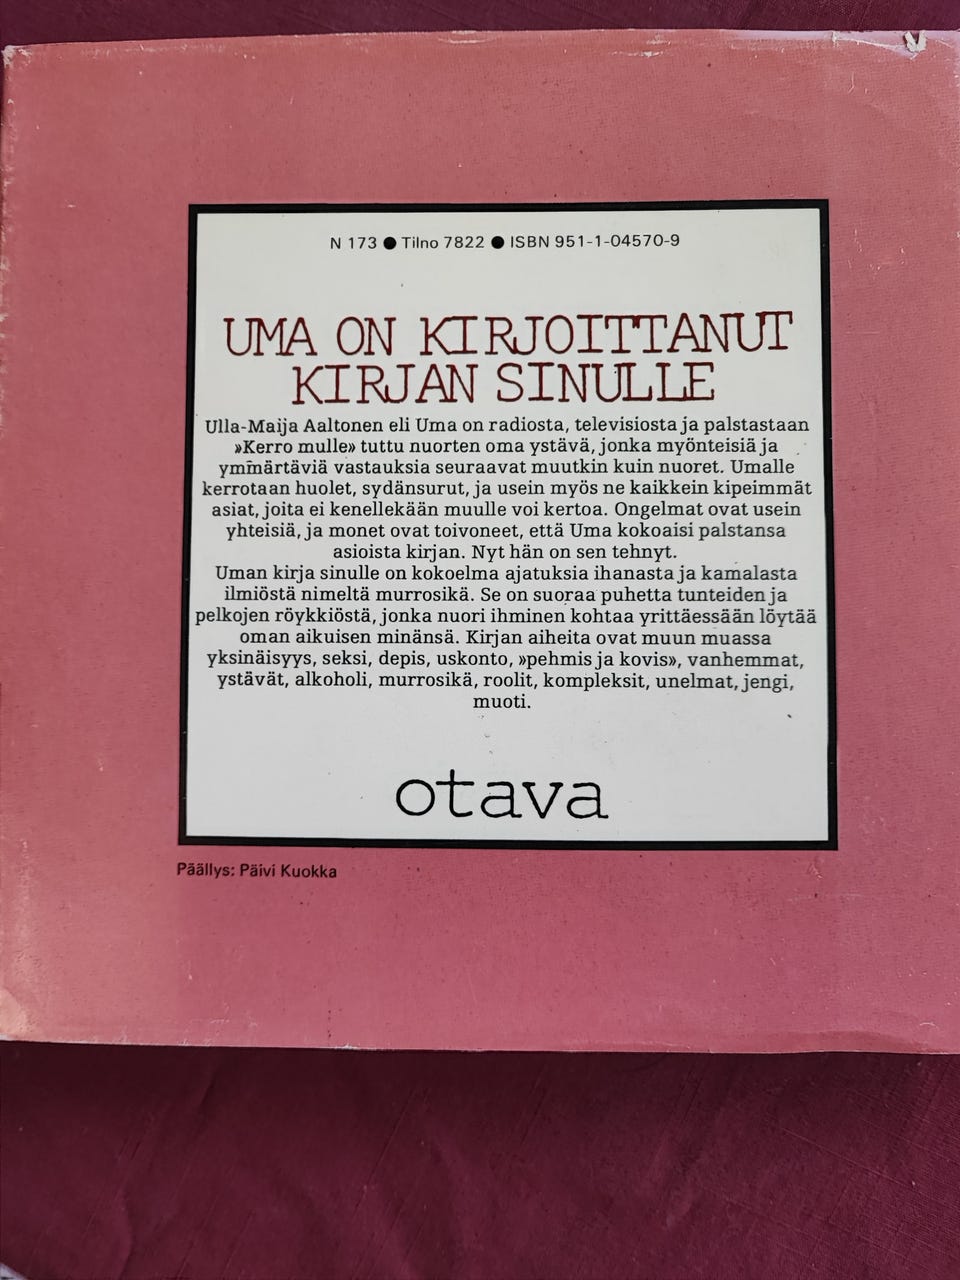 N 173 ● Tilno 7822 ● ISBN 951-1-04570-9
UMA ON KIRJOITTANUT
KIRJAN SINULLE
Ulla-Maija Aaltonen eli Uma on radiosta, televisiosta ja palstastaan
»Kerro mulle» tuttu nuorten oma ystävä, jonka myönteisiä ja
ymmärtäviä vastauksia seuraavat muutkin kuin nuoret. Umalle
kerrotaan huolet, sydänsurut, ja usein myös ne kaikkein kipeimmät
asiat, joita ei kenellekään muulle voi kertoa. Ongelmat ovat usein
yhteisiä, ja monet ovat toivoneet, että Uma kokoaisi palstansa
asioista kirjan. Nyt hän on sen tehnyt.
Uman kirja sinulle on kokoelma ajatuksia ihanasta ja kamalasta
ilmiöstä nimeltä murrosikä. Se on suoraa puhetta tunteiden ja
pelkojen röykkiöstä, jonka nuori ihminen kohtaa yrittäessään löytää
oman aikuisen minänsä. Kirjan aiheita ovat muun muassa
yksinäisyys, seksi, depis, uskonto, »pehmis ja kovis», vanhemmat,
ystävät, alkoholi, murrosikä, roolit, kompleksit, unelmat, jengi,
muoti.
otava
Päällys: Päivi Kuokka